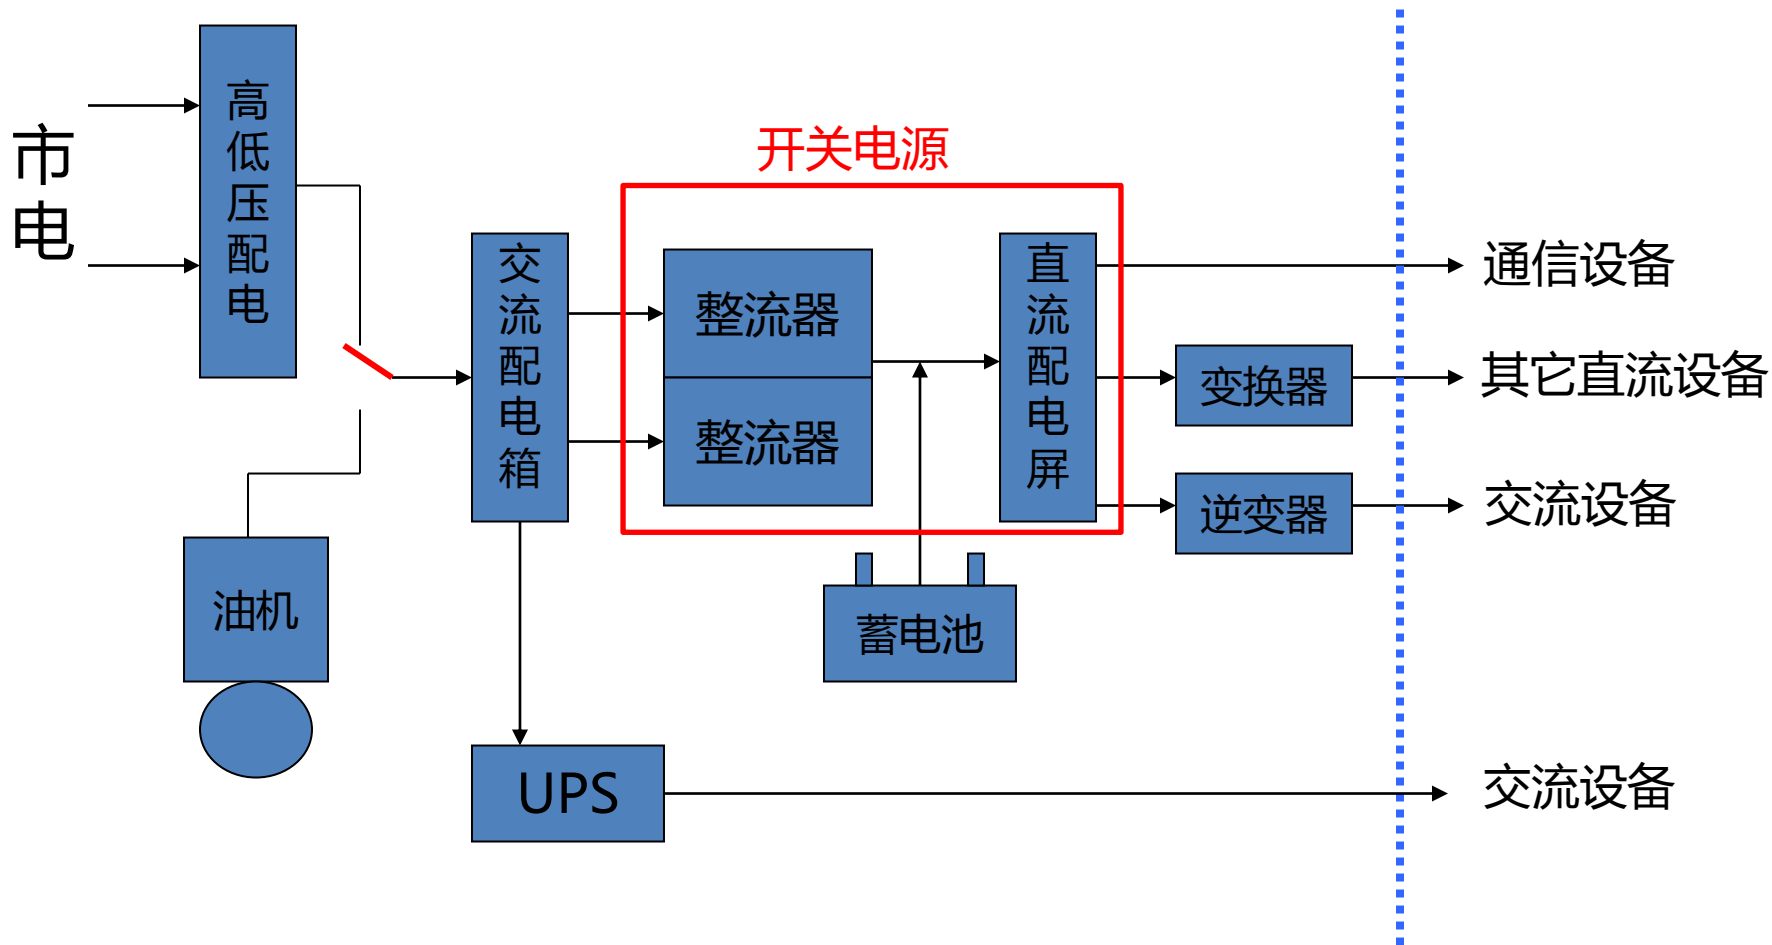 市电
高低压配电
开关电源
交流配电箱
整流器
整流器
直流配电屏
通信设备
变换器
其它直流设备
逆变器
交流设备
油机
蓄电池
UPS
交流设备